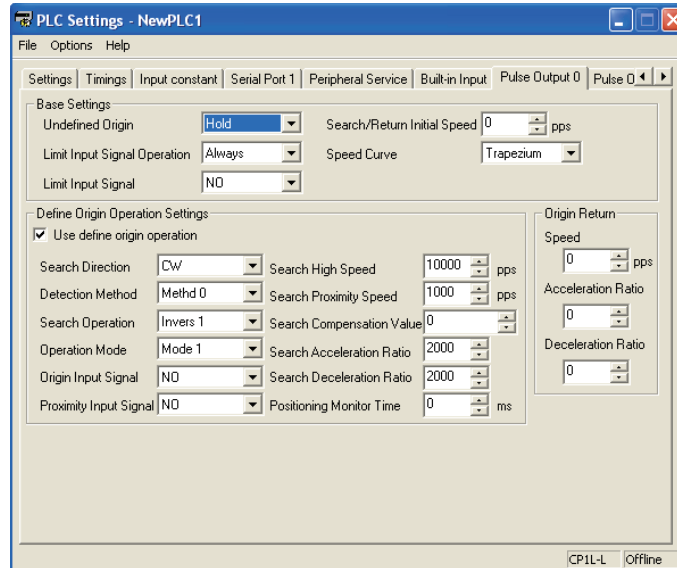 PLC Settings - NewPLC1
File Options Help
Settings Timings Input constant Serial Port 1 Peripheral Service Built-in Input Pulse Output 0 Pulse O
Base Settings
Undefined Origin Hold Search/Return Initial Speed 0 pps
Limit Input Signal Operation Always Speed Curve Trapezium
Limit Input Signal NO
Define Origin Operation Settings Origin Return
Use define origin operation Speed
0 pps
Search Direction CW Search High Speed 10000 pps
Detection Method Methd 0 Search Proximity Speed 1000 pps Acceleration Ratio
Search Operation Invers 1 Search Compensation Value 0 0
Operation Mode Mode 1 Search Acceleration Ratio 2000 Deceleration Ratio
Origin Input Signal NO Search Deceleration Ratio 2000 0
Proximity Input Signal NO Positioning Monitor Time 0 ms
CP1L-L Offline